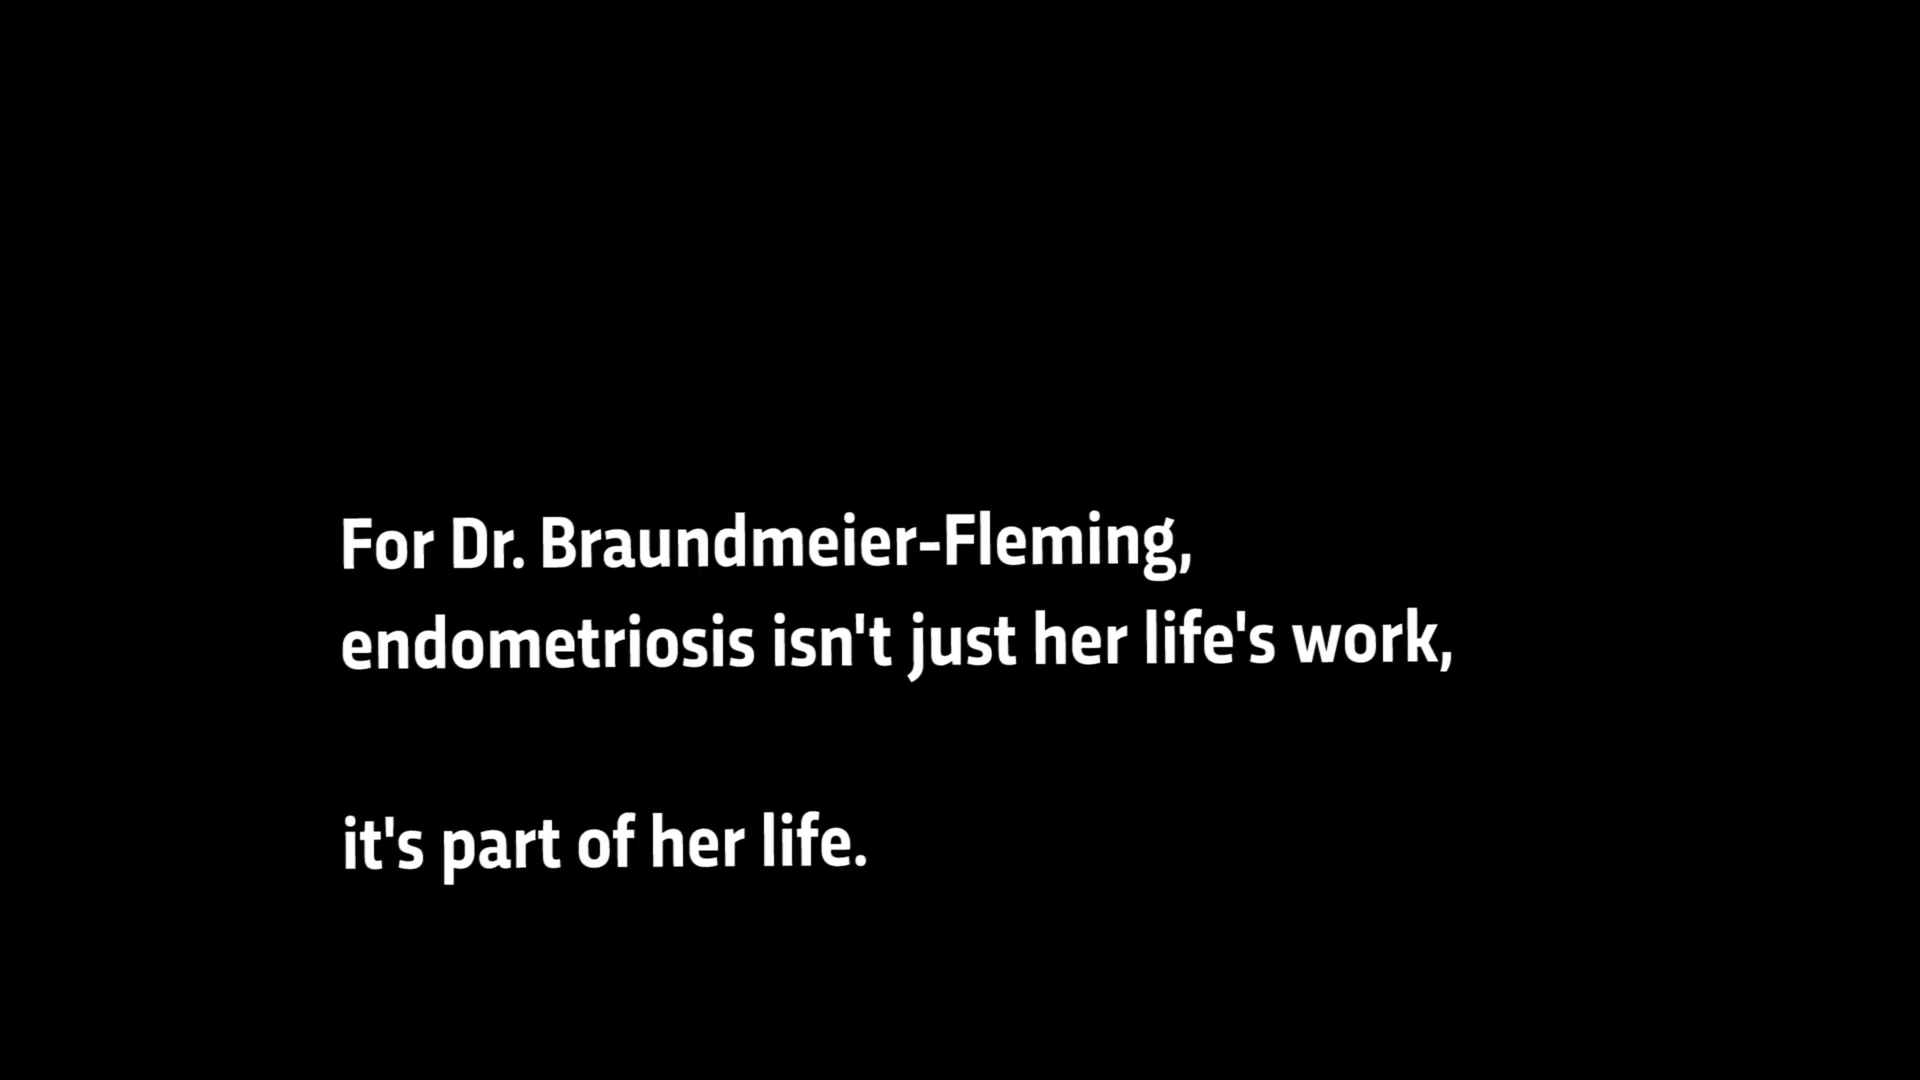 For Dr. Braundmeier-Fleming,
endometriosis isn't just her life's work,
it's part of her life.